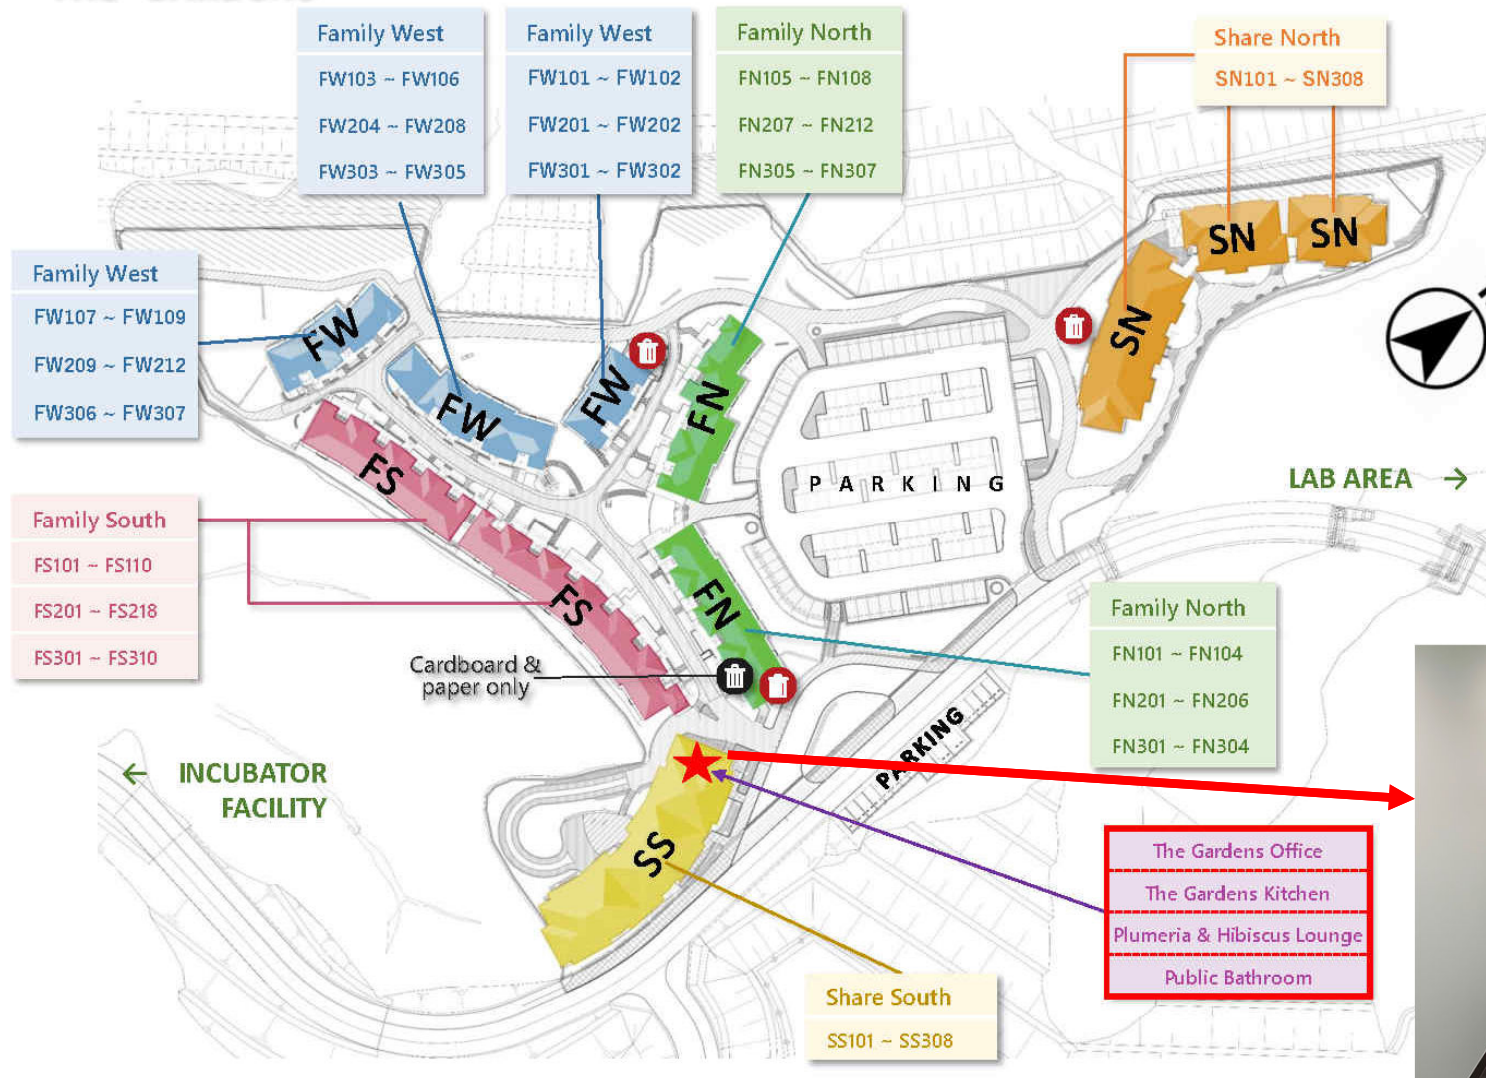 Family West
FW103 ~ FW106
FW204 ~ FW208
FW303 ~ FW305
Family West
FW101 ~ FW102
FW201 ~ FW202
FW301 ~ FW302
Family North
FN105 ~ FN108
FN207 ~ FN212
FN305 ~ FN307
Share North
SN101 ~ SN308
Family West
FW107 ~ FW109
FW209 ~ FW212
FW306 ~ FW307
SN
SN
SN
FW
FW
FW
FN
PARKING
LAB AREA →
FS
Family South
FS101 ~ FS110
FS201 ~ FS218
FS301 ~ FS310
FS
FN
Family North
FN101 ~ FN104
FN201 ~ FN206
FN301 ~ FN304
Cardboard &
paper only
PARKING
← INCUBATOR
FACILITY
SS
The Gardens Office
The Gardens Kitchen
Plumeria & Hibiscus Lounge
Public Bathroom
Share South
SS101 ~ SS308